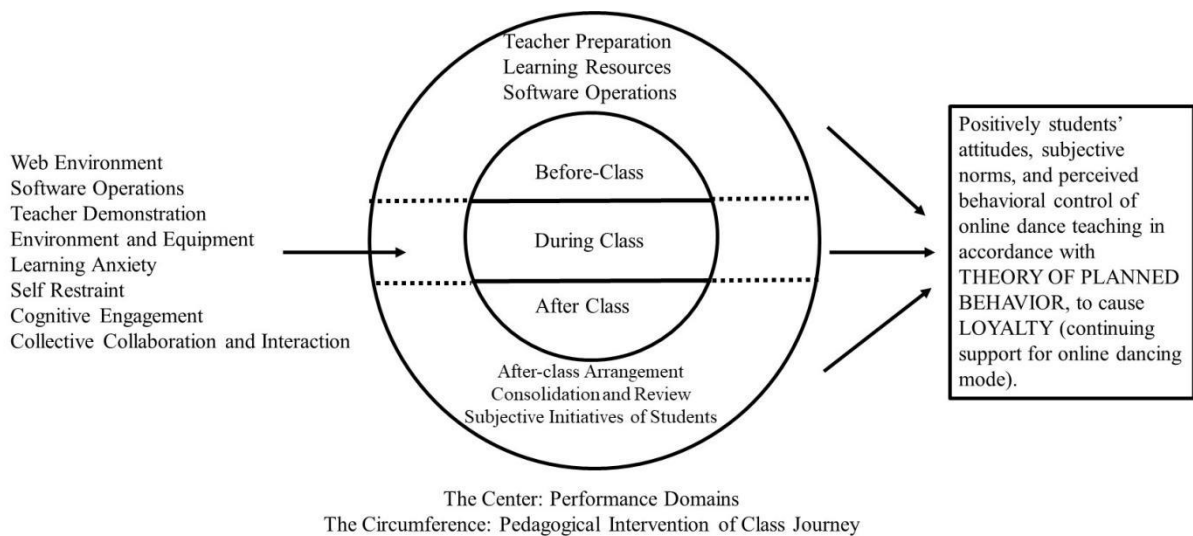 Teacher Preparation
Learning Resources
Software Operations
Web Environment
Software Operations
Teacher Demonstration
Environment and Equipment
Learning Anxiety
Self Restraint
Cognitive Engagement
Collective Collaboration and Interaction
Before-Class
During Class
After Class
After-class Arrangement
Consolidation and Review
Subjective Initiatives of Students
Positively students'
attitudes, subjective
norms, and perceived
behavioral control of
online dance teaching in
accordance with
THEORY OF PLANNED
BEHAVIOR, to cause
LOYALTY (continuing
support for online dancing
mode).
The Center: Performance Domains
The Circumference: Pedagogical Intervention of Class Journey